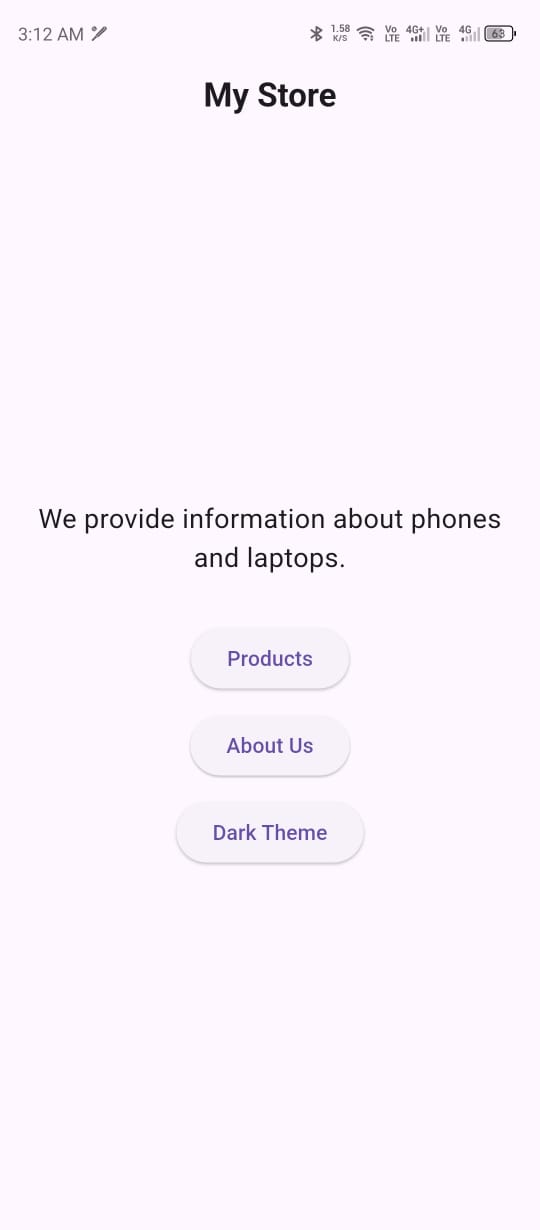 3:12 AM 1.58 K/S Vo LTE 4G+ Vo LTE 4G 63
My Store
We provide information about phones
and laptops.
Products
About Us
Dark Theme